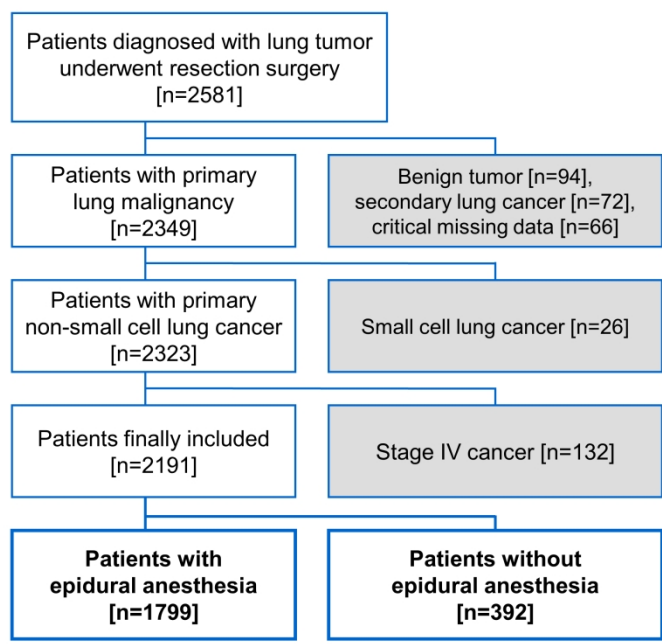 Patients diagnosed with lung tumor
underwent resection surgery
[n=2581]
Patients with primary
lung malignancy
[n=2349]
Benign tumor [n=94],
secondary lung cancer [n=72],
critical missing data [n=66]
Patients with primary
non-small cell lung cancer
[n=2323]
Small cell lung cancer [n=26]
Patients finally included
[n=2191]
Stage IV cancer [n=132]
Patients with
epidural anesthesia
[n=1799]
Patients without
epidural anesthesia
[n=392]